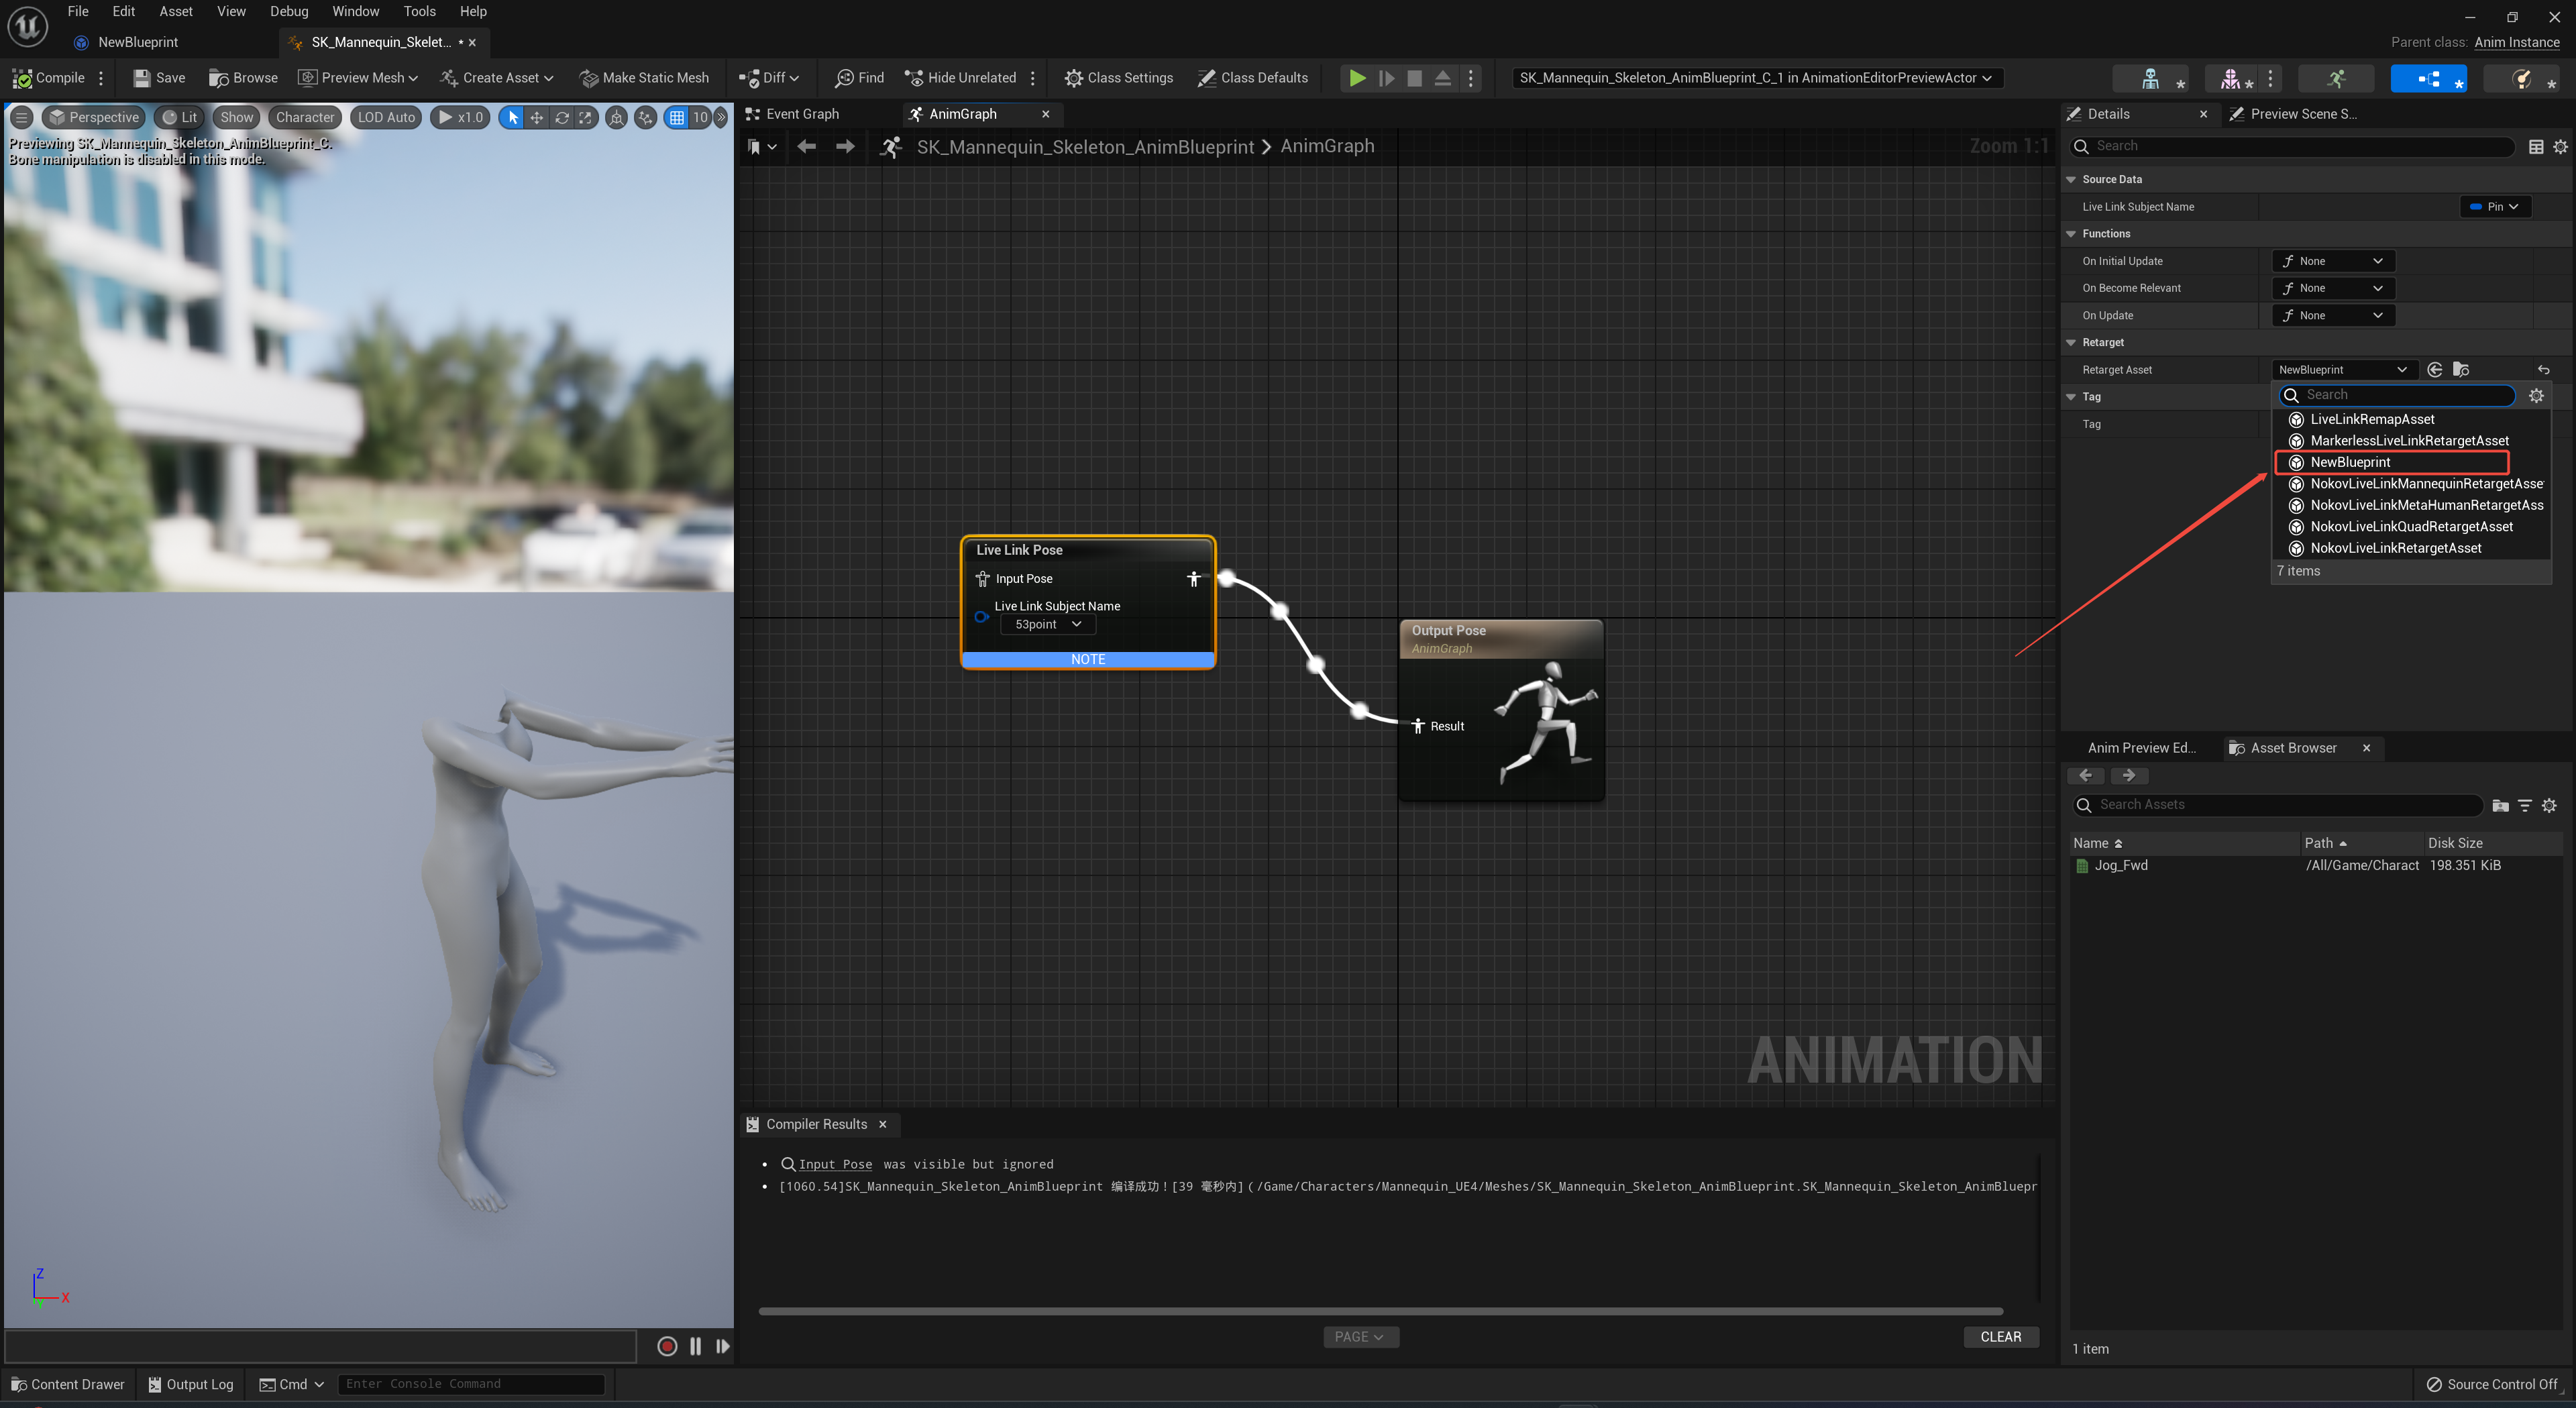 File Edit Asset View Debug Window Tools Help
NewBlueprint
SK_Mannequin_Skelet... *
Parent class: Anim Instance
Compile
Save
Browse
Preview Mesh
Create Asset
Make Static Mesh
Diff
Find
Hide Unrelated
Class Settings
Class Defaults
SK_Mannequin_Skeleton_AnimBlueprint_C_1 in AnimationEditorPreviewActor
Perspective
Lit
Show
Character
LOD Auto
x1.0
10
Previewing SK_Mannequin_Skeleton_AnimBlueprint_C.
Bone manipulation is disabled in this mode.
Z
X
Y
Event Graph
AnimGraph
SK_Mannequin_Skeleton_AnimBlueprint
AnimGraph
Zoom 1:1
Live Link Pose
Input Pose
Live Link Subject Name
53point
NOTE
Output Pose
AnimGraph
Result
ANIMATION
Compiler Results
Input Pose was visible but ignored
[1060.54]SK_Mannequin_Skeleton_AnimBlueprint 编译成功！[39 毫秒内] (/Game/Characters/Mannequin_UE4/Meshes/SK_Mannequin_Skeleton_AnimBlueprint.SK_Mannequin_Skeleton_AnimBluepr
PAGE
CLEAR
Details
Preview Scene S...
Search
Source Data
Live Link Subject Name
Pin
Functions
On Initial Update
None
On Become Relevant
None
On Update
None
Retarget
Retarget Asset
NewBlueprint
Tag
Tag
Search
LiveLinkRemapAsset
MarkerlessLiveLinkRetargetAsset
NewBlueprint
NokovLiveLinkMannequinRetargetAsse
NokovLiveLinkMetaHumanRetargetAss
NokovLiveLinkQuadRetargetAsset
NokovLiveLinkRetargetAsset
7 items
Anim Preview Ed...
Asset Browser
Search Assets
Name
Path
Disk Size
Jog_Fwd
/All/Game/Charact
198.351 KiB
1 item
Content Drawer
Output Log
Cmd
Enter Console Command
Source Control Off